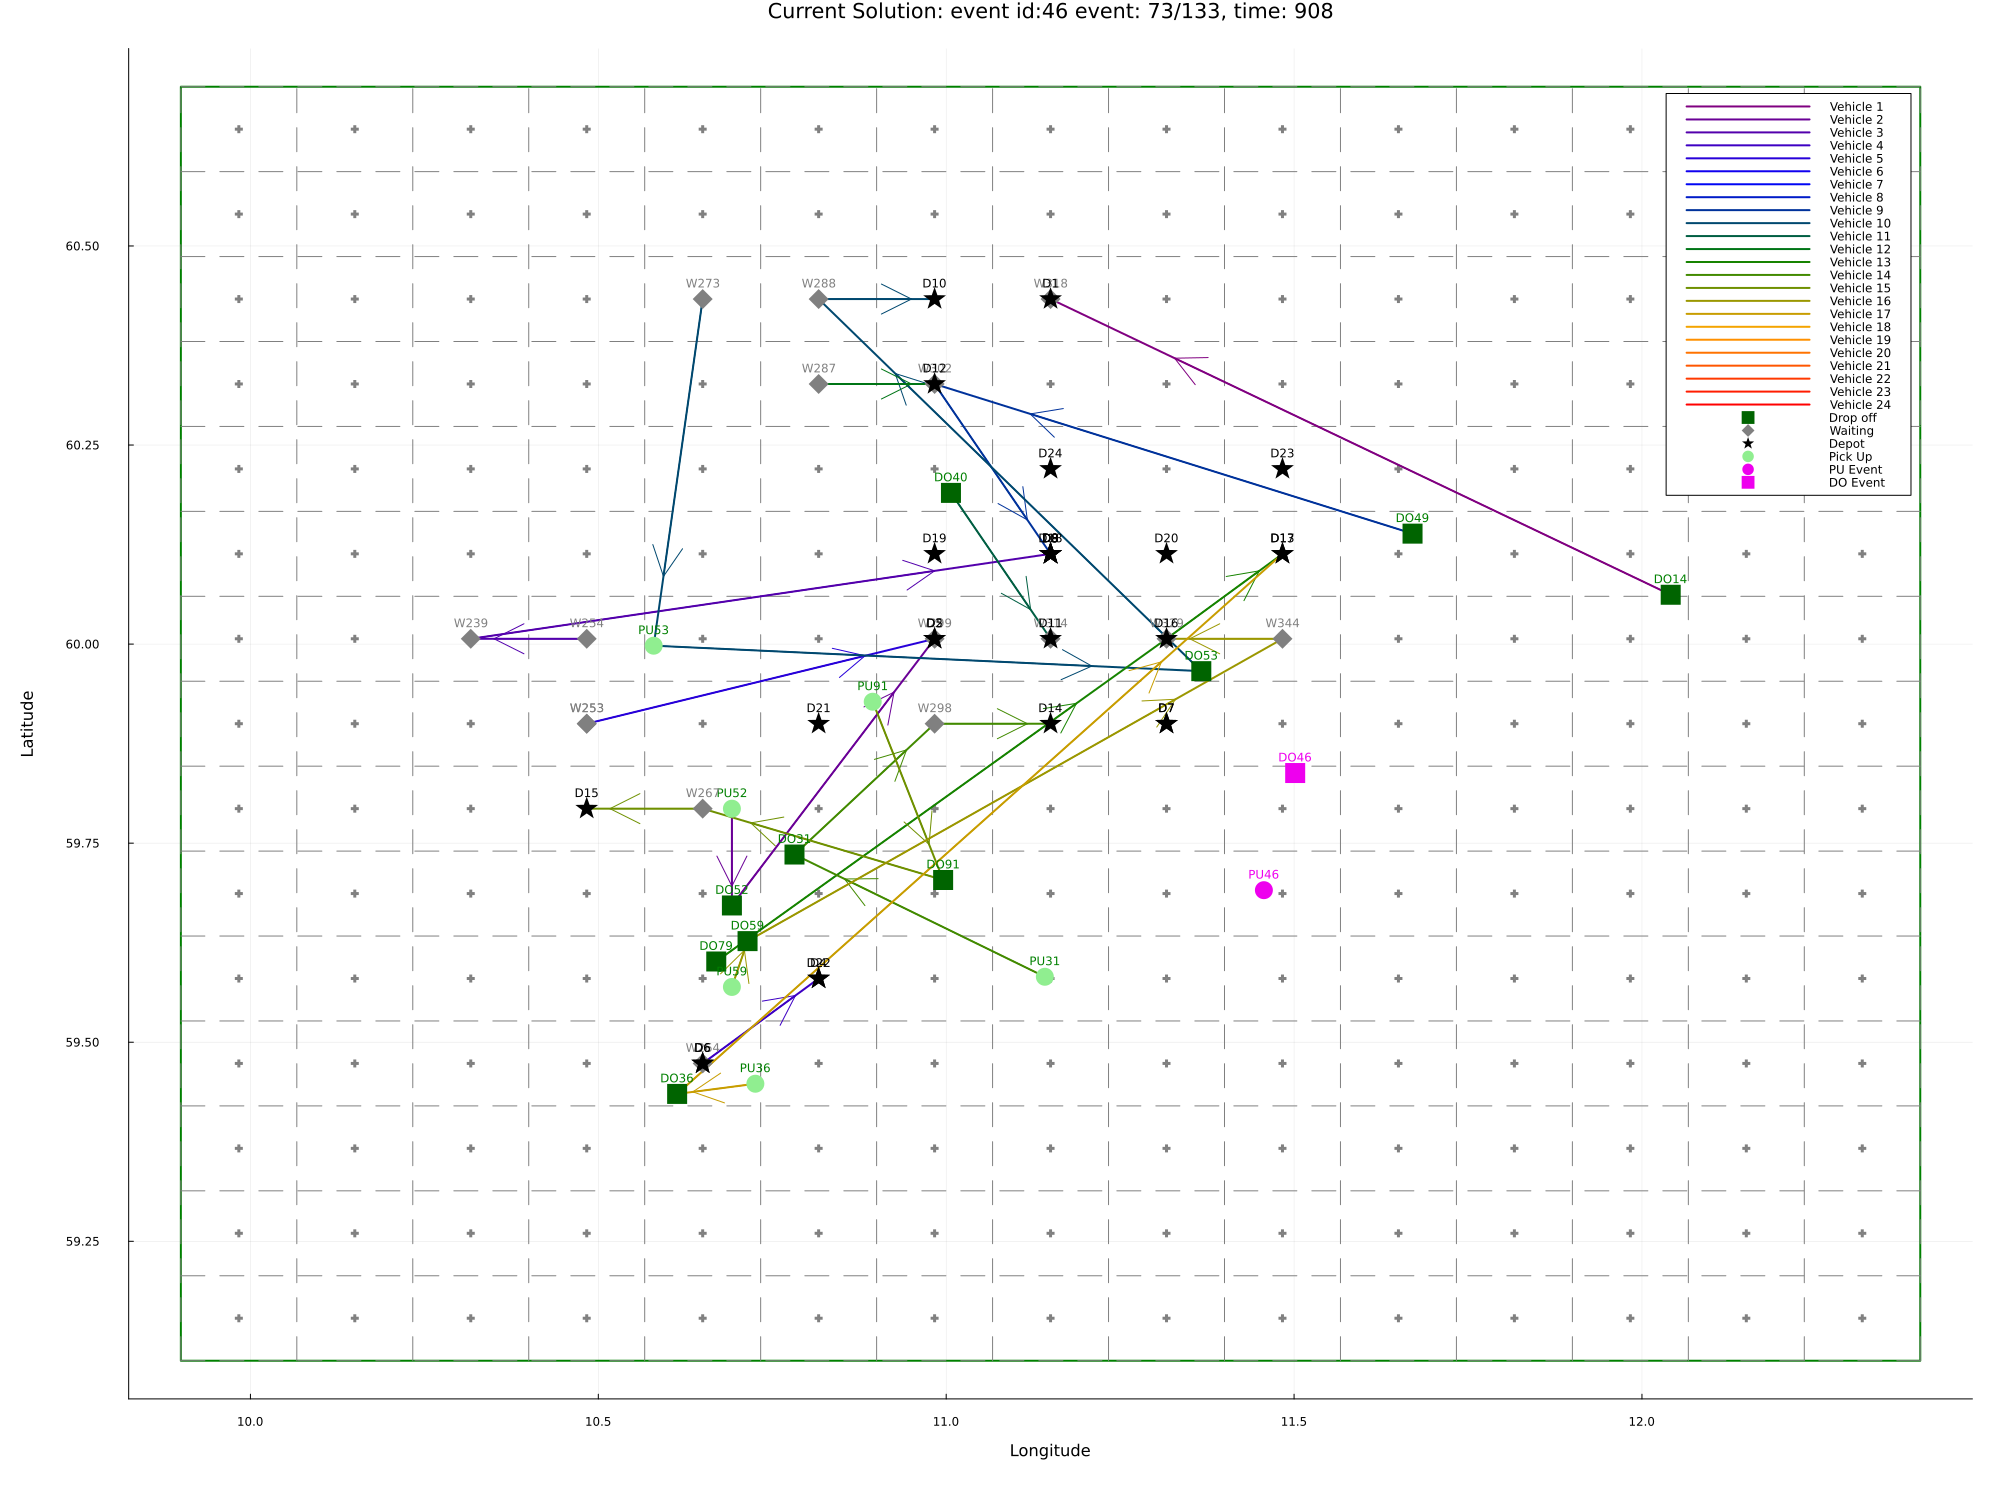 Current Solution: event id:46 event: 73/133, time: 908
Vehicle 1
Vehicle 2
Vehicle 3
Vehicle 4
Vehicle 5
Vehicle 6
Vehicle 7
Vehicle 8
Vehicle 9
Vehicle 10
Vehicle 11
Vehicle 12
Vehicle 13
Vehicle 14
Vehicle 15
Vehicle 16
Vehicle 17
Vehicle 18
Vehicle 19
Vehicle 20
Vehicle 21
Vehicle 22
Vehicle 23
Vehicle 24
Drop off
Waiting
Depot
Pick Up
PU Event
DO Event
60.50
60.25
60.00
59.75
59.50
59.25
Latitude
W273
W288
D10
D1
W287
D12
D24
D23
DO40
DO49
D19
D20
DO14
W239
W254
PU53
D11
D16
W344
DO53
PU91
W253
D21
W298
D14
D7
DO46
D15
W267
PU52
DO31
DO91
PU46
DO52
DO59
DO79
PU59
PU31
D6
PU36
DO36
10.0
10.5
11.0
11.5
12.0
Longitude